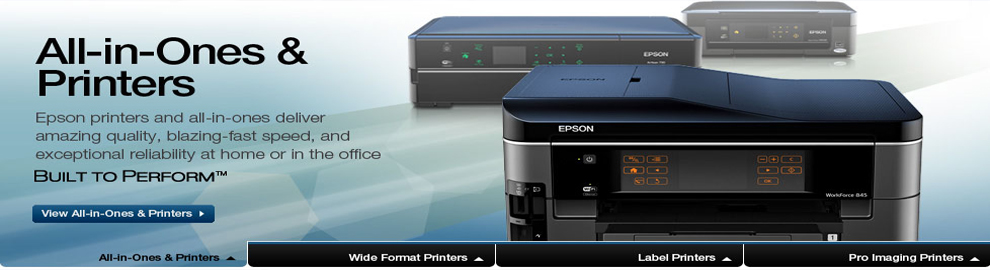 All-in-Ones &
Printers
Epson printers and all-in-ones deliver
amazing quality, blazing-fast speed, and
exceptional reliability at home or in the office
BUILT TO PERFORM™
View All-in-Ones & Printers
EPSON
EPSON
EPSON
EPSON
WorkForce 845
1
All-in-Ones & Printers
Wide Format Printers
Label Printers
Pro Imaging Printers